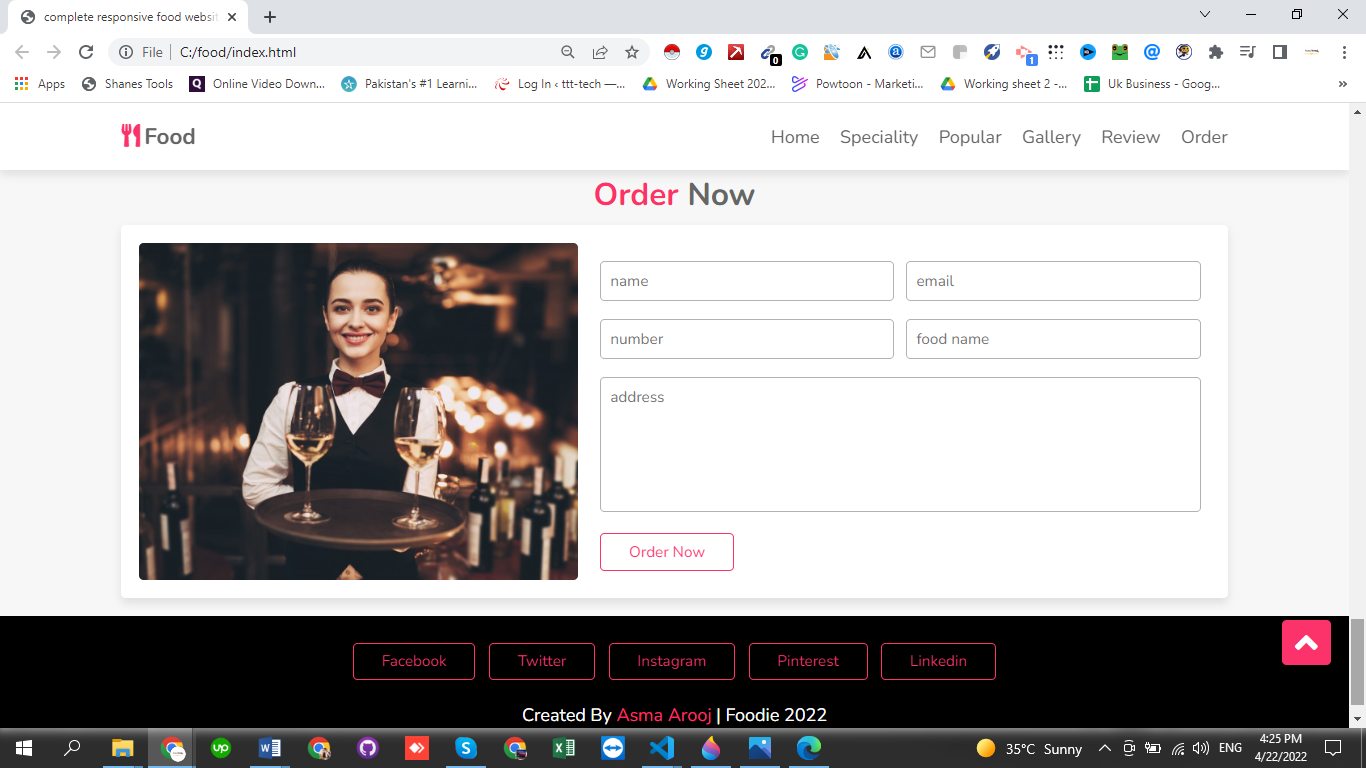 complete responsive food websit
File
C:/food/index.html
0
1
Apps
Shanes Tools
Online Video Down...
Pakistan's #1 Learni...
Log In ‹ ttt-tech —...
Working Sheet 202...
Powtoon - Marketi...
Working sheet 2 -...
Uk Business - Goog...
»
Food
Home Speciality Popular Gallery Review Order
Order Now
name email
number food name
address
Order Now
Facebook Twitter Instagram Pinterest Linkedin
Created By Asma Arooj | Foodie 2022
35°C Sunny
ENG
4:25 PM
4/22/2022